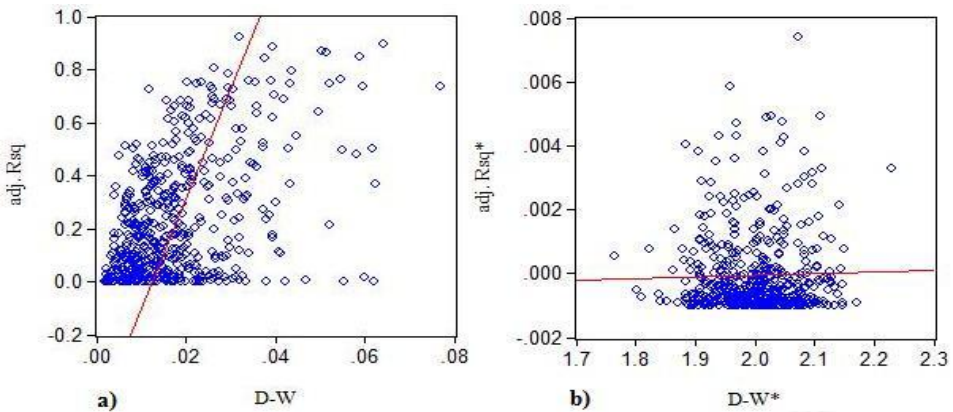 1.0
0.8
0.6
0.4
0.2
0.0
-0.2
adj. Rsq
.00 .02 .04 .06 .08
a) D-W
.008
.006
.004
.002
.000
-.002
adj. Rsq*
1.7 1.8 1.9 2.0 2.1 2.2 2.3
b) D-W*